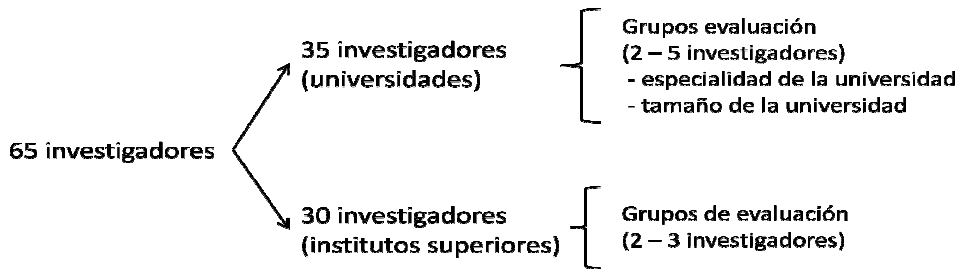 65 investigadores
35 investigadores
(universidades)
Grupos evaluación
(2 – 5 investigadores)
- especialidad de la universidad
- tamaño de la universidad
30 investigadores
(institutos superiores)
Grupos de evaluación
(2 – 3 investigadores)